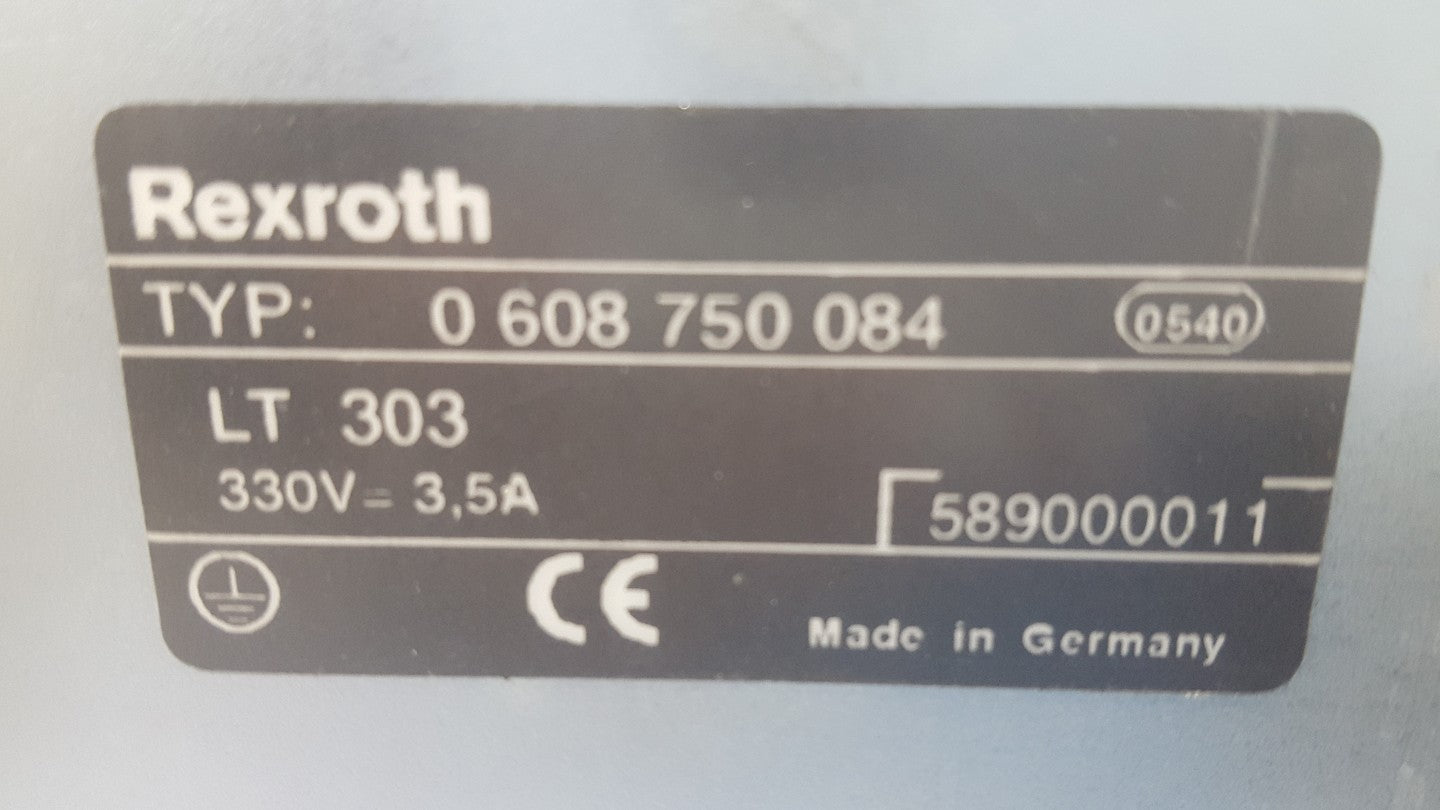 Rexroth
TYP: 0 608 750 084 0540
LT 303
330V= 3,5A
589000011
CE
Made in Germany